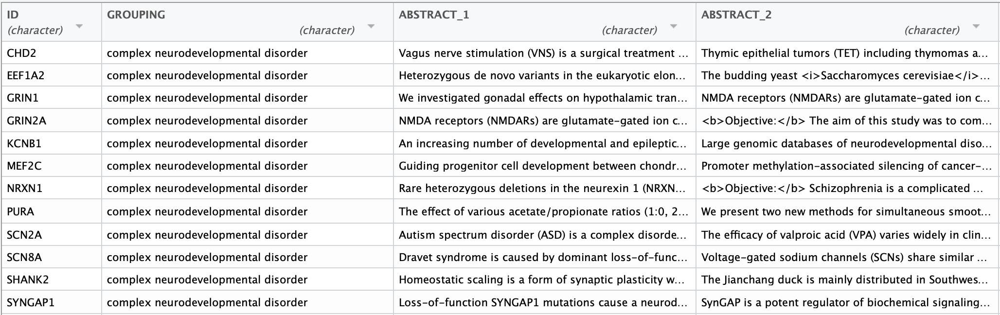 ID GROUPING ABSTRACT_1 ABSTRACT_2
(character) (character) (character) (character)
CHD2 complex neurodevelopmental disorder Vagus nerve stimulation (VNS) is a surgical treatment ... Thymic epithelial tumors (TET) including thymomas a...
EEF1A2 complex neurodevelopmental disorder Heterozygous de novo variants in the eukaryotic elon... The budding yeast <i>Saccharomyces cerevisiae</i>...
GRIN1 complex neurodevelopmental disorder We investigated gonadal effects on hypothalamic tran... NMDA receptors (NMDARs) are glutamate-gated ion c...
GRIN2A complex neurodevelopmental disorder NMDA receptors (NMDARs) are glutamate-gated ion c... <b>Objective:</b> The aim of this study was to com...
KCNB1 complex neurodevelopmental disorder An increasing number of developmental and epileptic... Large genomic databases of neurodevelopmental diso...
MEF2C complex neurodevelopmental disorder Guiding progenitor cell development between chondr... Promoter methylation-associated silencing of cancer-...
NRXN1 complex neurodevelopmental disorder Rare heterozygous deletions in the neurexin 1 (NRXN... <b>Objective:</b> Schizophrenia is a complicated ...
PURA complex neurodevelopmental disorder The effect of various acetate/propionate ratios (1:0, 2... We present two new methods for simultaneous smoot...
SCN2A complex neurodevelopmental disorder Autism spectrum disorder (ASD) is a complex disorde... The efficacy of valproic acid (VPA) varies widely in clin...
SCN8A complex neurodevelopmental disorder Dravet syndrome is caused by dominant loss-of-func... Voltage-gated sodium channels (SCNs) share similar ...
SHANK2 complex neurodevelopmental disorder Homeostatic scaling is a form of synaptic plasticity w... The Jianchang duck is mainly distributed in Southwes...
SYNGAP1 complex neurodevelopmental disorder Loss-of-function SYNGAP1 mutations cause a neurod... SynGAP is a potent regulator of biochemical signaling...